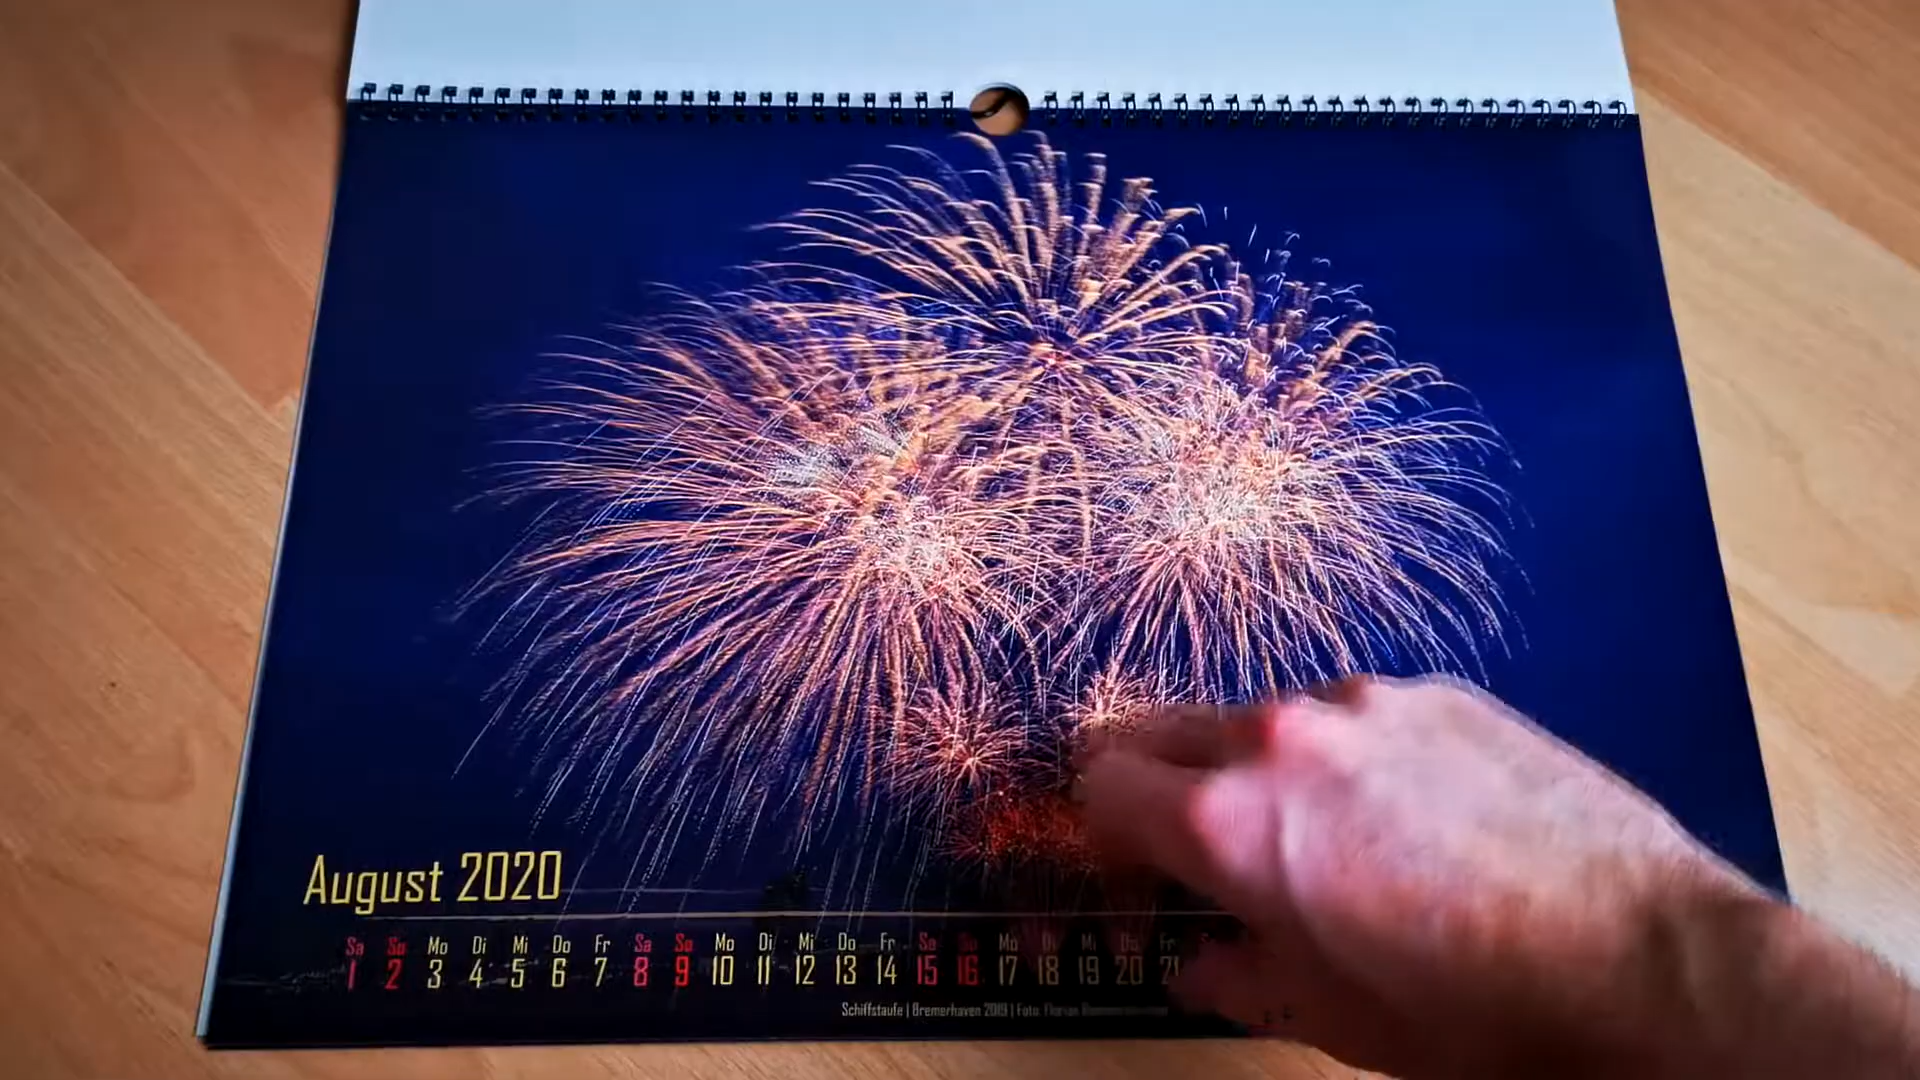 August 2020
Sa So Mo Di Mi Do Fr Sa So Mo Di Mi Do Fr Sa So Mo Di Mi Do Fr
1 2 3 4 5 6 7 8 9 10 11 12 13 14 15 16 17 18 19 20 21
Schiffstaufe | Bremerhaven 2019 | Foto: Florian